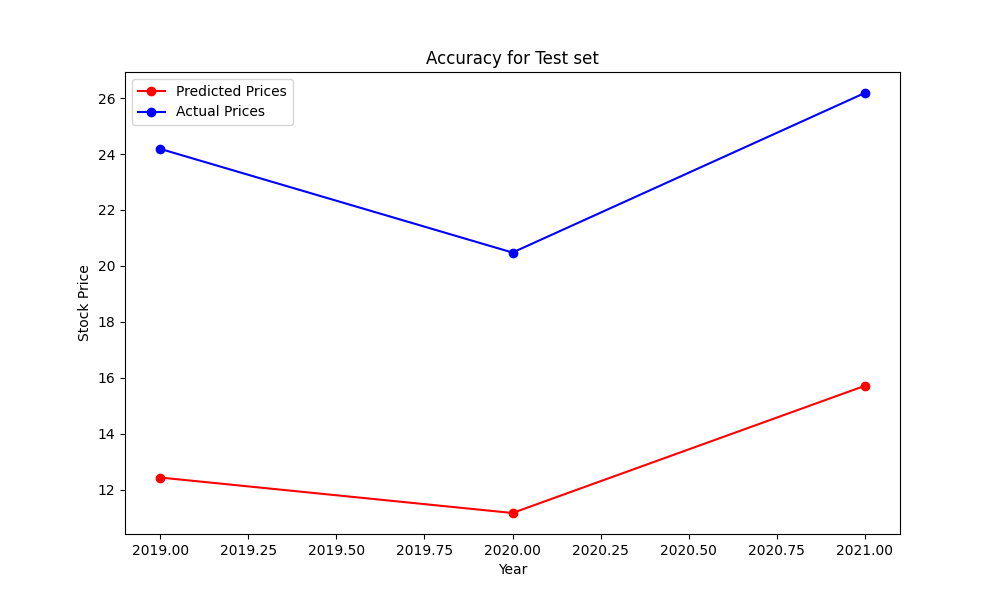 Accuracy for Test set
Predicted Prices
Actual Prices
26
24
22
20
18
16
14
12
Stock Price
2019.00 2019.25 2019.50 2019.75 2020.00 2020.25 2020.50 2020.75 2021.00
Year